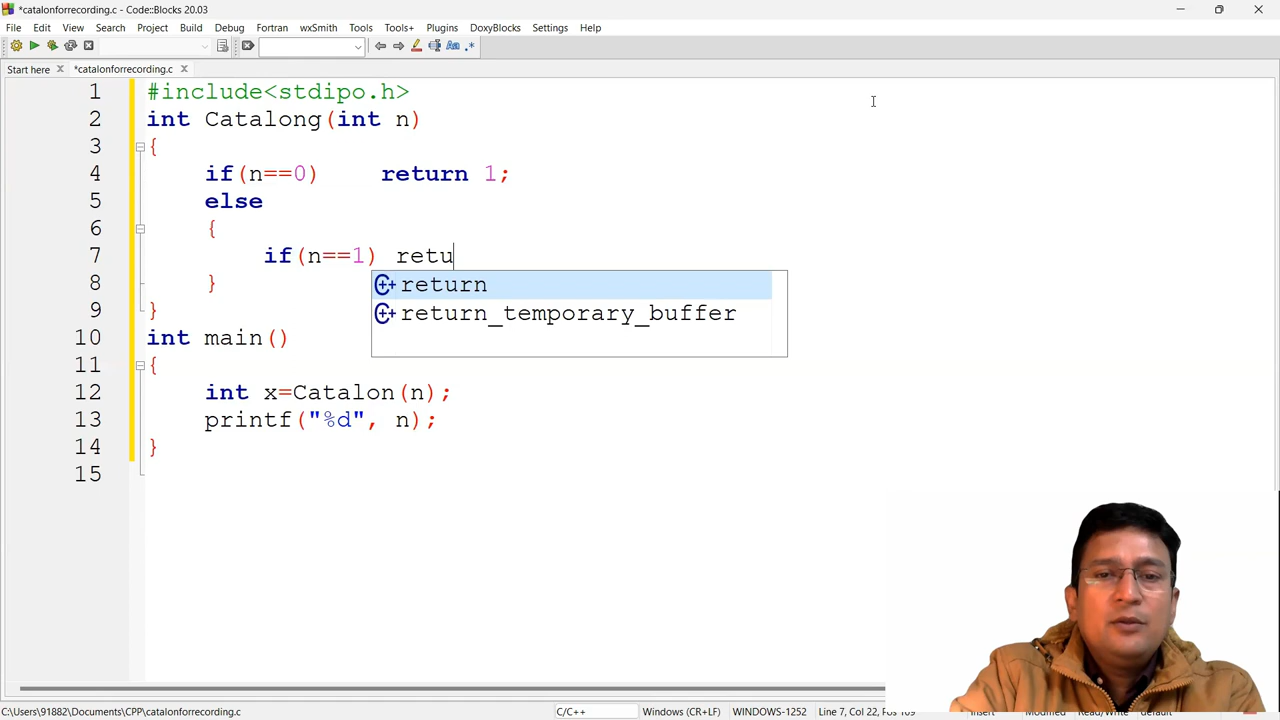 *catalonforrecording.c - Code::Blocks 20.03
File Edit View Search Project Build Debug Fortran wxSmith Tools Tools+ Plugins DoxyBlocks Settings Help
Start here *catalonforrecording.c
1 #include<stdipo.h>
2 int Catalong(int n)
3 {
4 if(n==0) return 1;
5 else
6 {
7 if(n==1) retu
return
8 }
return_temporary_buffer
9 }
10 int main()
11 {
12 int x=Catalon(n);
13 printf("%d", n);
14 }
15
C:\Users\91882\Documents\CPP\catalonforrecording.c C/C++ Windows (CR+LF) WINDOWS-1252 Line 7, Col 22, Pos 109 Insert Modified Read/Write default